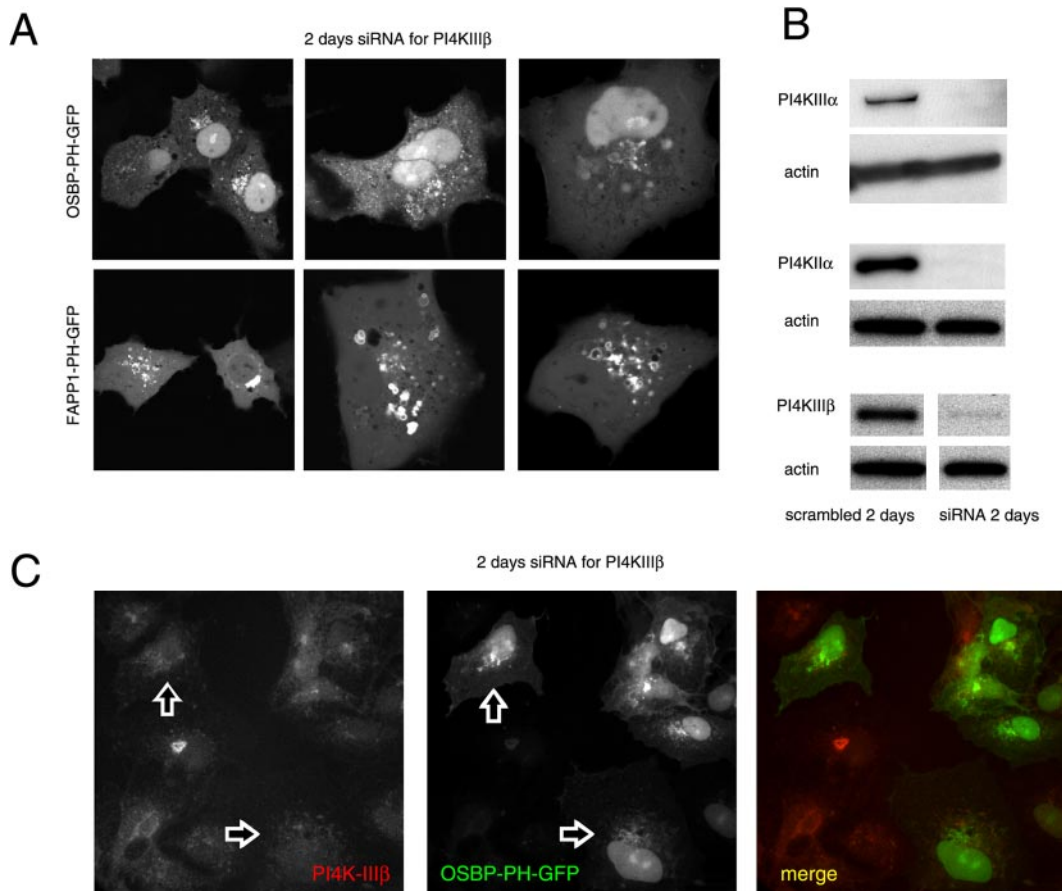 A
2 days siRNA for PI4KIIIβ
OSBP-PH-GFP
FAPP1-PH-GFP
B
PI4KIIIα
actin
PI4KIIα
actin
PI4KIIIβ
actin
scrambled 2 days siRNA 2 days
C
2 days siRNA for PI4KIIIβ
PI4K-IIIβ
OSBP-PH-GFP
merge